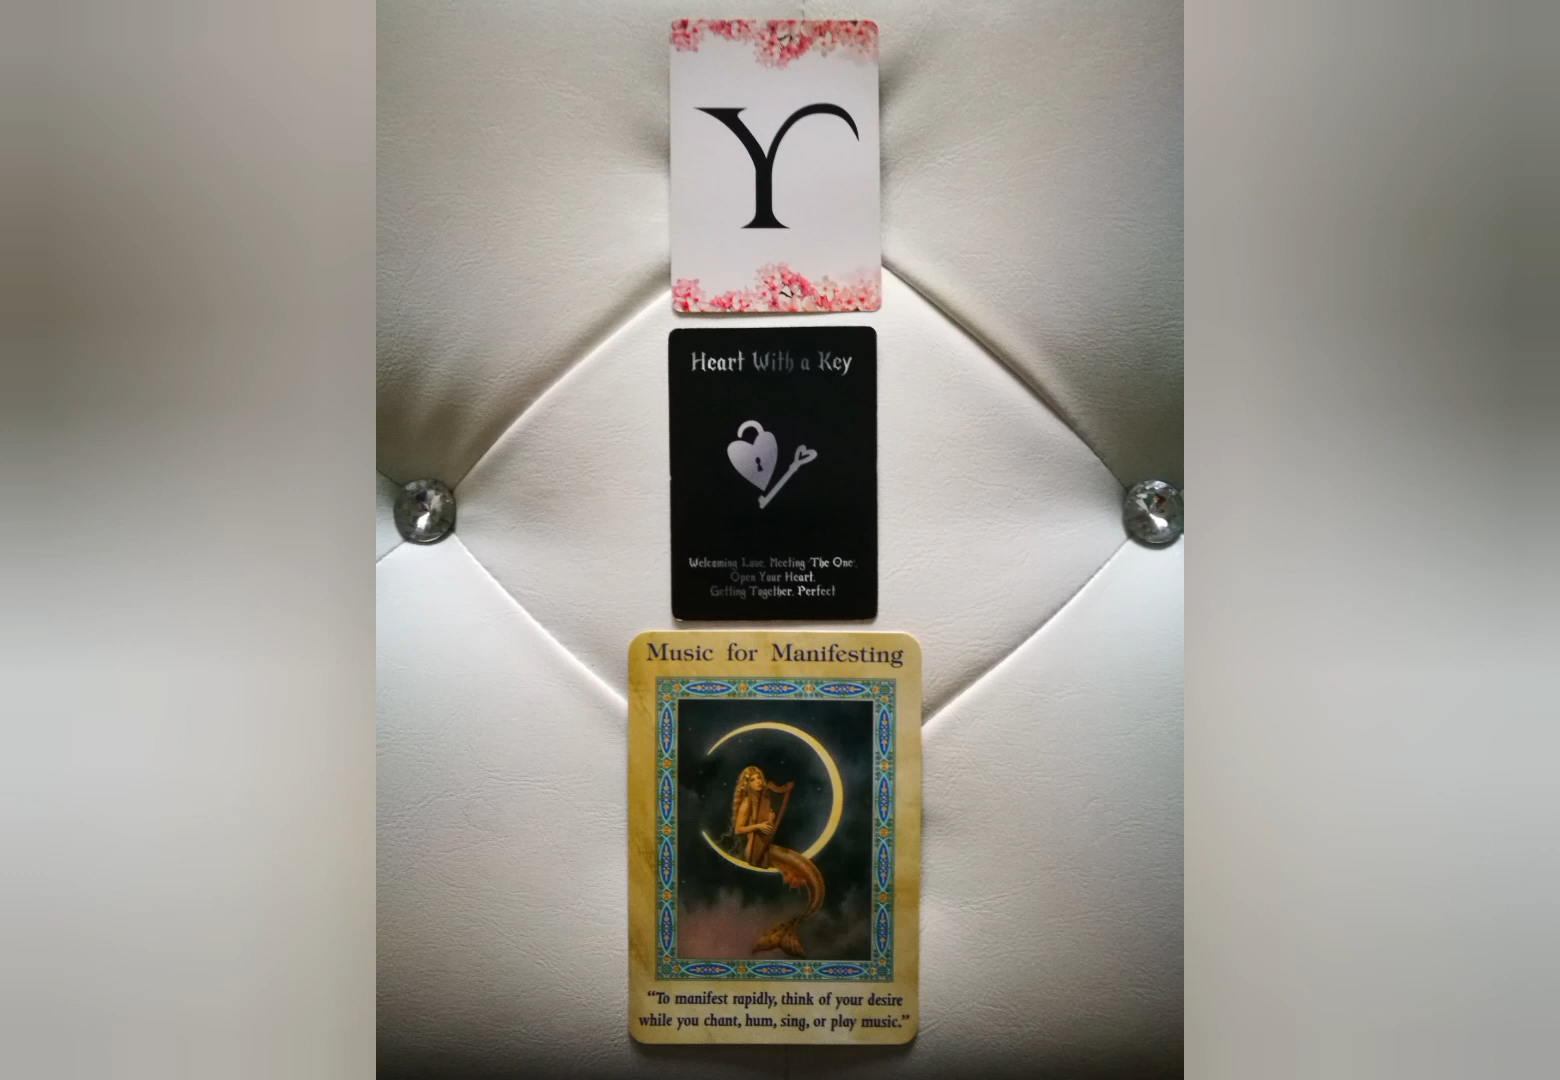 Y
Heart With a Key
Welcoming Love, Meeting 'The One',
Open Your Heart,
Getting Together, Perfect
Music for Manifesting
“To manifest rapidly, think of your desire
while you chant, hum, sing, or play music.”